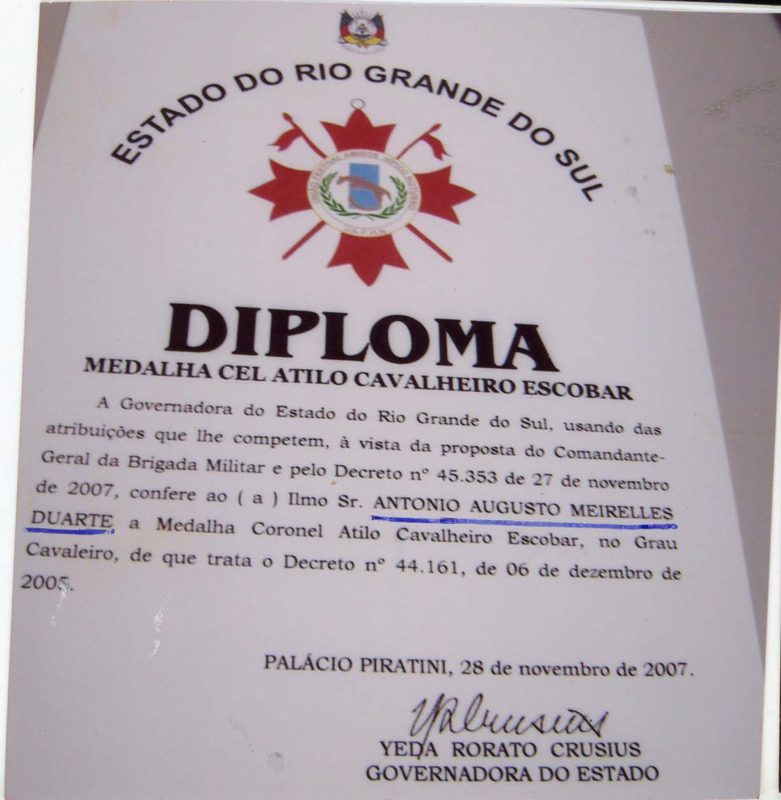 ESTADO DO RIO GRANDE DO SUL
DIPLOMA
MEDALHA CEL ATILO CAVALHEIRO ESCOBAR
A Governadora do Estado do Rio Grande do Sul, usando das
atribuições que lhe competem, à vista da proposta do Comandante-
Geral da Brigada Militar e pelo Decreto nº 45.353 de 27 de novembro
de 2007, confere ao ( a ) Ilmo Sr. ANTONIO AUGUSTO MEIRELLES
DUARTE a Medalha Coronel Atilo Cavalheiro Escobar, no Grau
Cavaleiro, de que trata o Decreto nº 44.161, de 06 de dezembro de
2005.
PALÁCIO PIRATINI, 28 de novembro de 2007.
YRCrusius
YEDA RORATO CRUSIUS
GOVERNADORA DO ESTADO